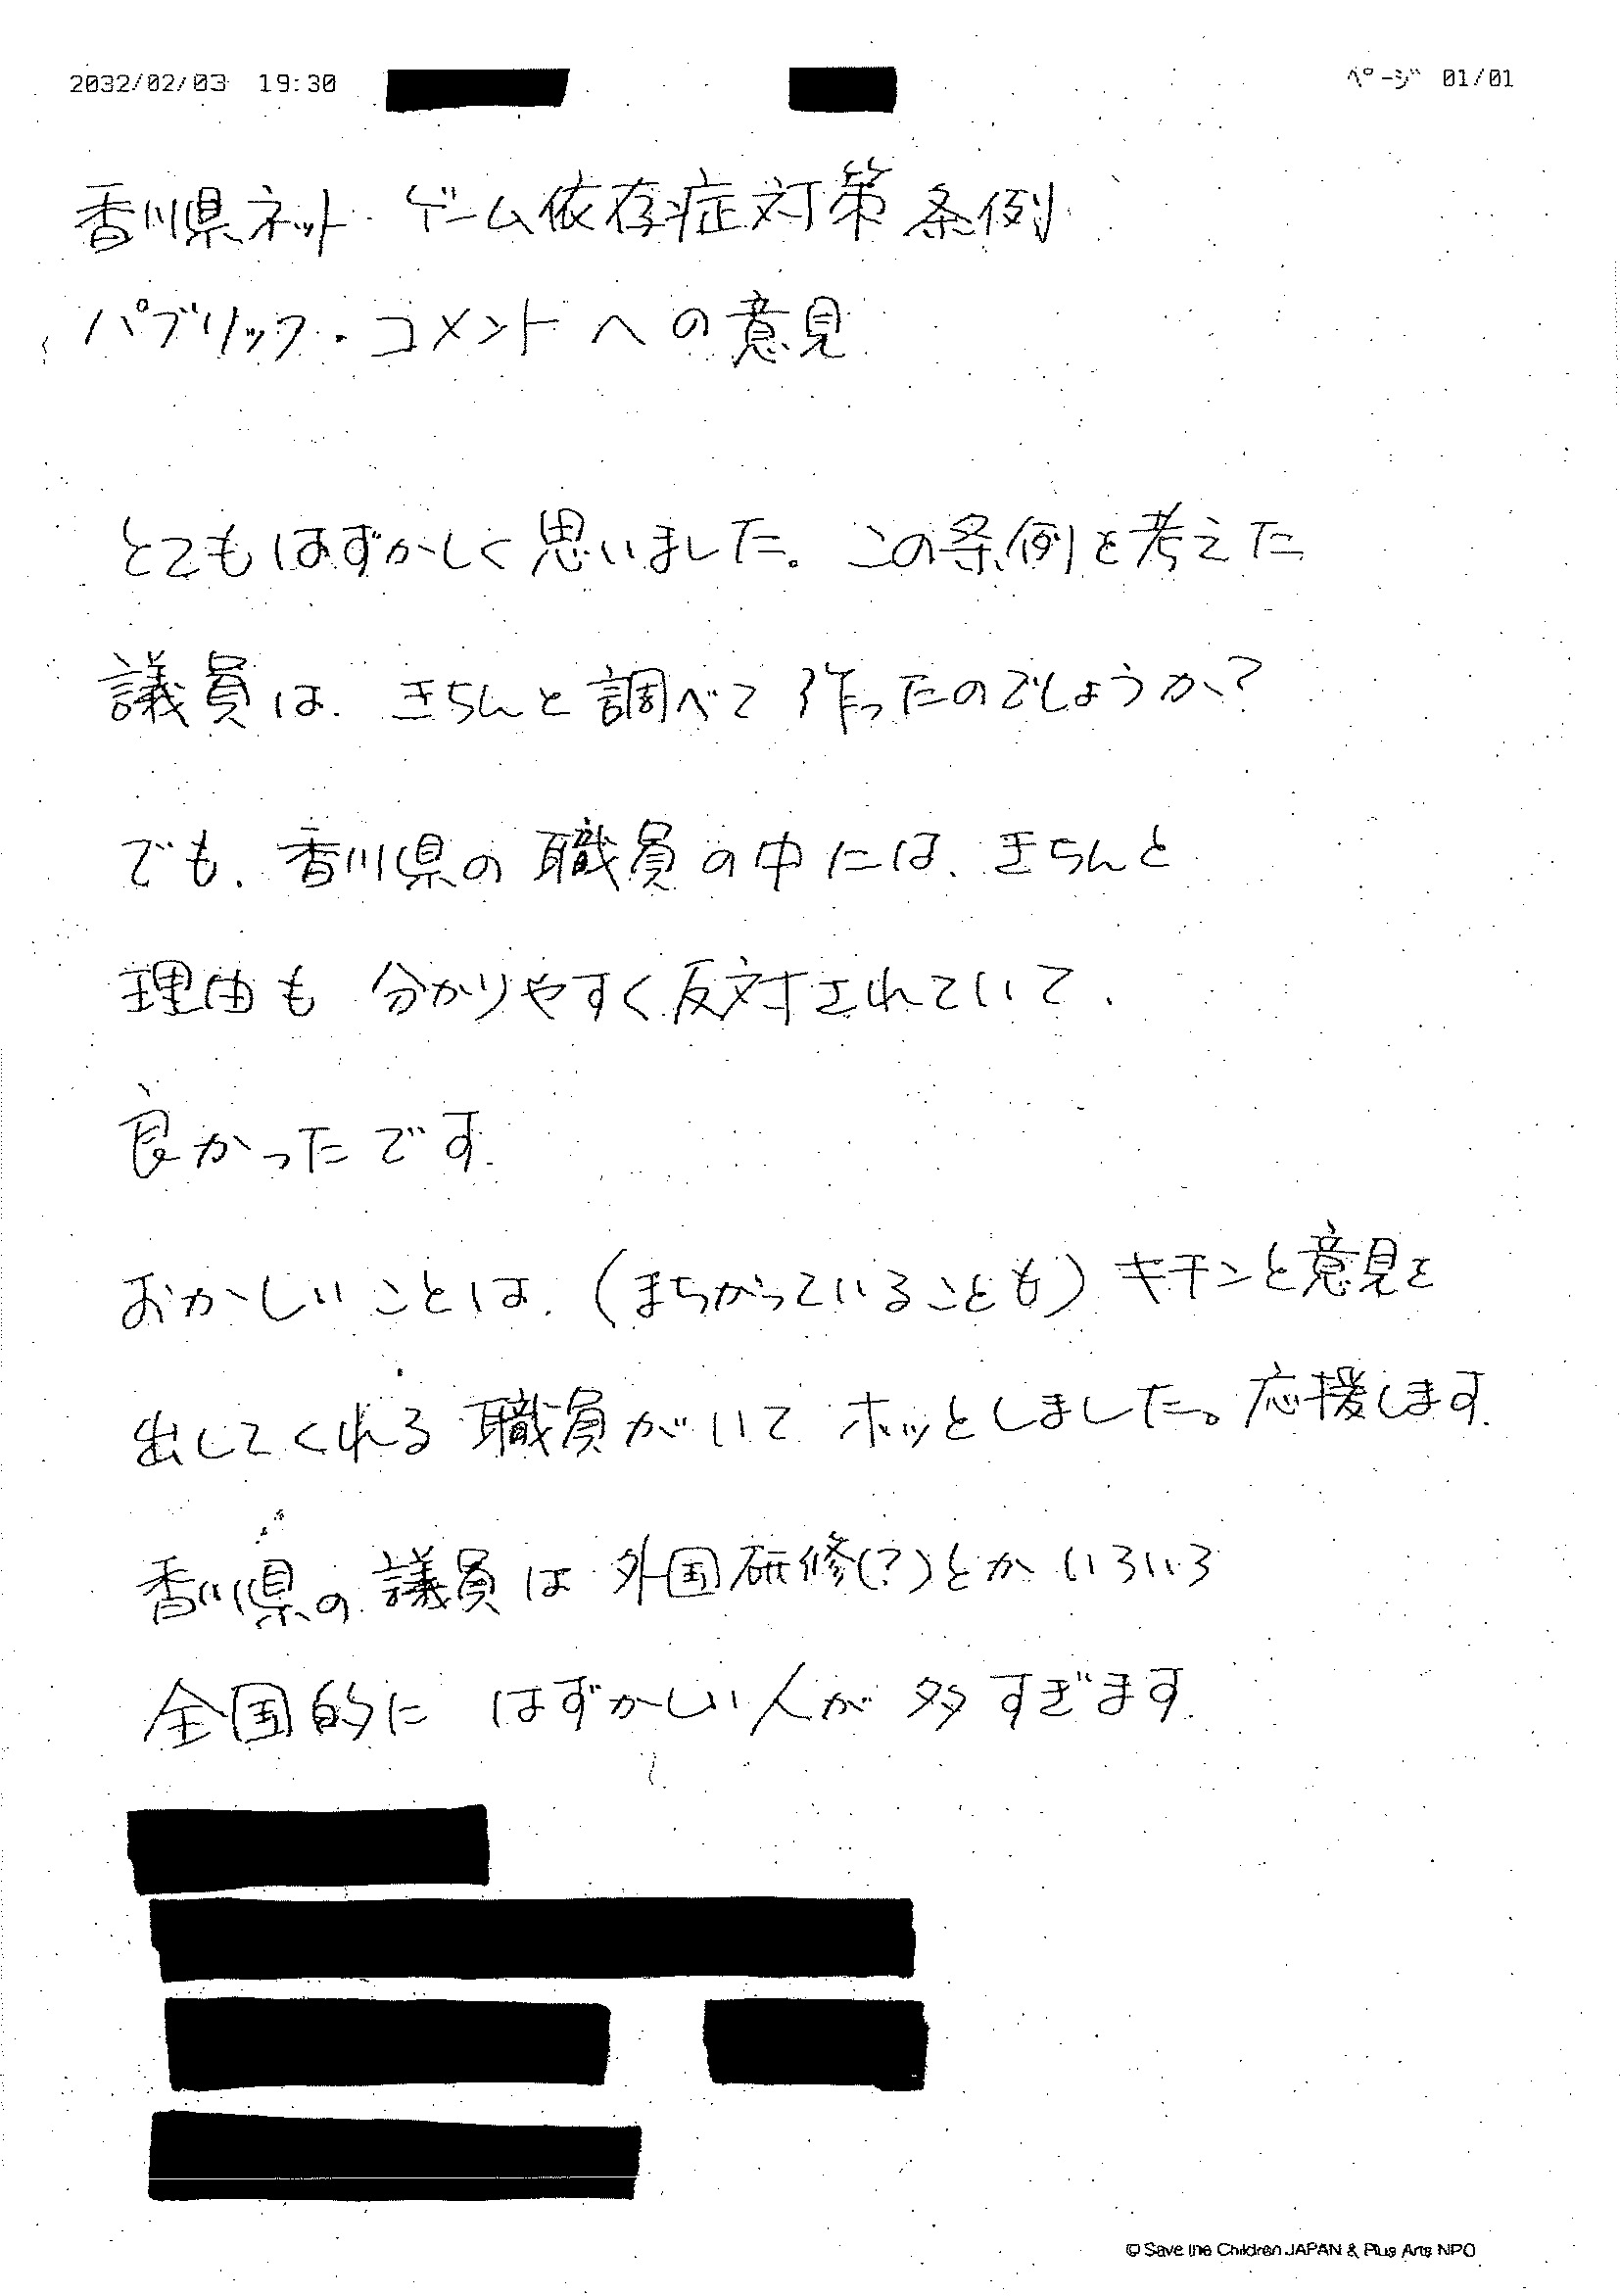 2032/02/03 19:30
ページ 01/01
香川県ネット・ゲーム依存症対策条例
パブリック・コメントへの意見
とてもはずかしく思いました。この条例を考えた
議員は、きちんと調べて作ったのでしょうか?
でも、香川県の職員の中には、きちんと
理由も分かりやすく反対されていて、
良かったです。
おかしいことは、(まちがっていることも)キチンと意見を
出してくれる職員がいてホッとしました。応援します。
香川県の議員は外国研修(?)とかいろいろ
全国的にはずかしい人が多すぎます。
© Save the Children JAPAN & Plus Arts NPO